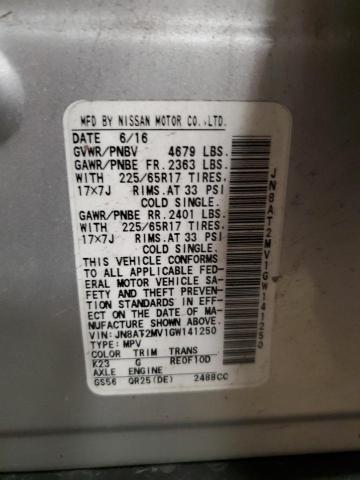 MFD BY NISSAN MOTOR CO.,LTD.
DATE 6/16
GVWR/PNBV 4679 LBS.
GAWR/PNBE FR. 2363 LBS.
WITH 225/65R17 TIRES.
17×7J RIMS.AT 33 PSI
COLD SINGLE.
GAWR/PNBE RR. 2401 LBS.
WITH 225/65R17 TIRES.
17×7J RIMS.AT 33 PSI
COLD SINGLE.
THIS VEHICLE CONFORMS
TO ALL APPLICABLE FED-
ERAL MOTOR VEHICLE SA-
FETY AND THEFT PREVEN-
TION STANDARDS IN EFF-
ECT ON THE DATE OF MA-
NUFACTURE SHOWN ABOVE.
VIN: JN8AT2MV1GW141250
TYPE: MPV
COLOR TRIM TRANS
K23 G RE0F10D
AXLE ENGINE
GS56 QR25(DE) 2488CC
JN8AT2MV1GW141250